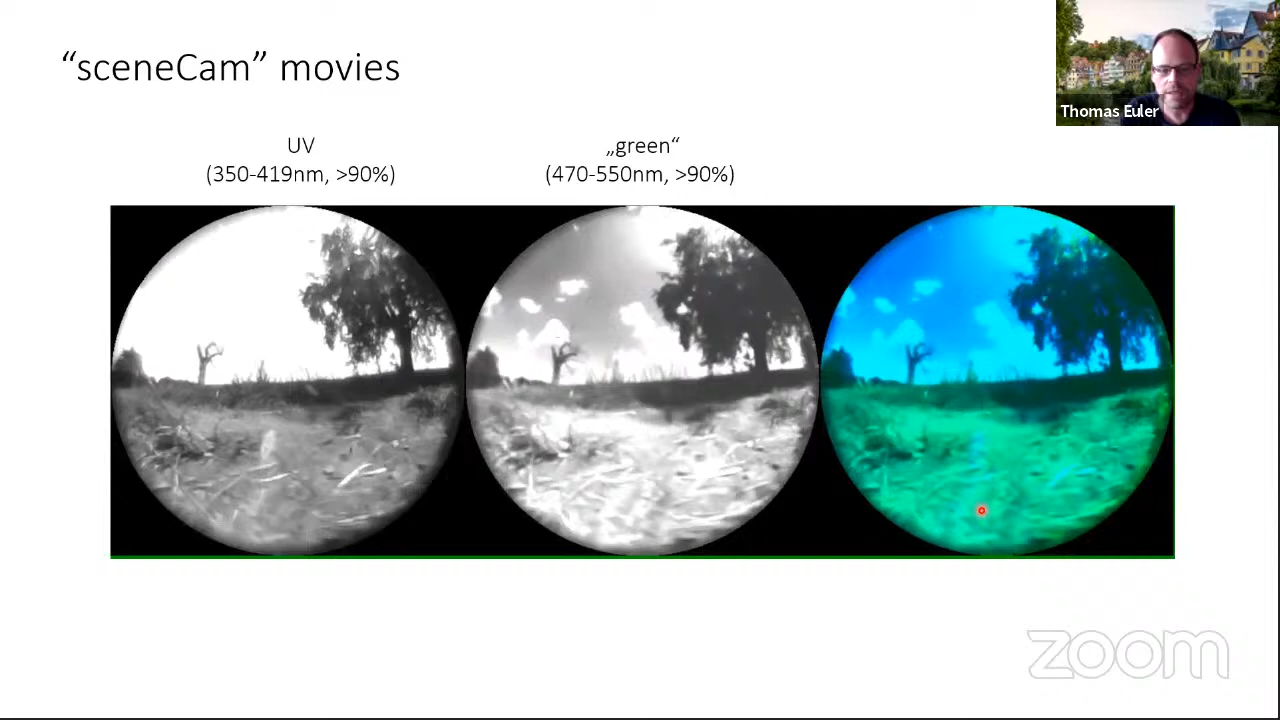 “sceneCam” movies
Thomas Euler
UV
(350-419nm, >90%)
„green“
(470-550nm, >90%)
zoom